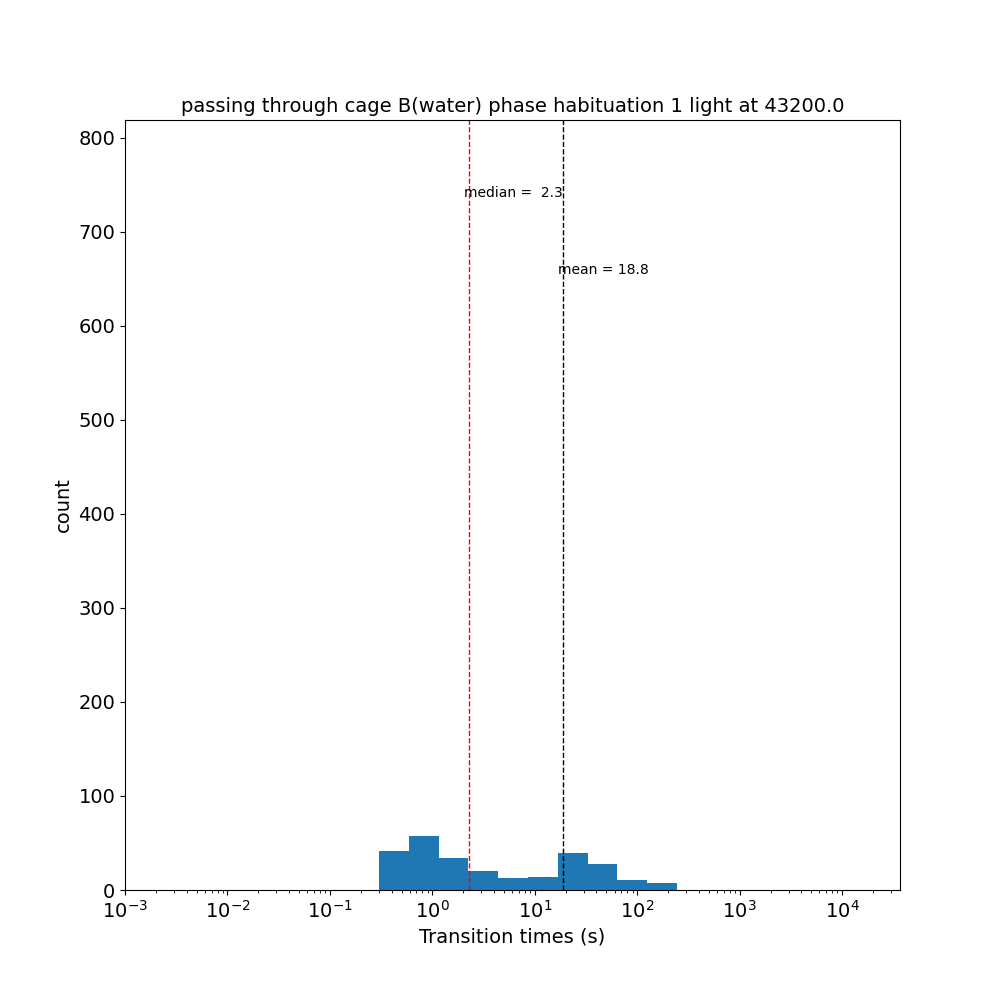 passing through cage B(water) phase habituation 1 light at 43200.0
800
700
600
500
400
300
200
100
0
count
median =  2.3
mean = 18.8
10⁻³ 10⁻² 10⁻¹ 10⁰ 10¹ 10² 10³ 10⁴
Transition times (s)